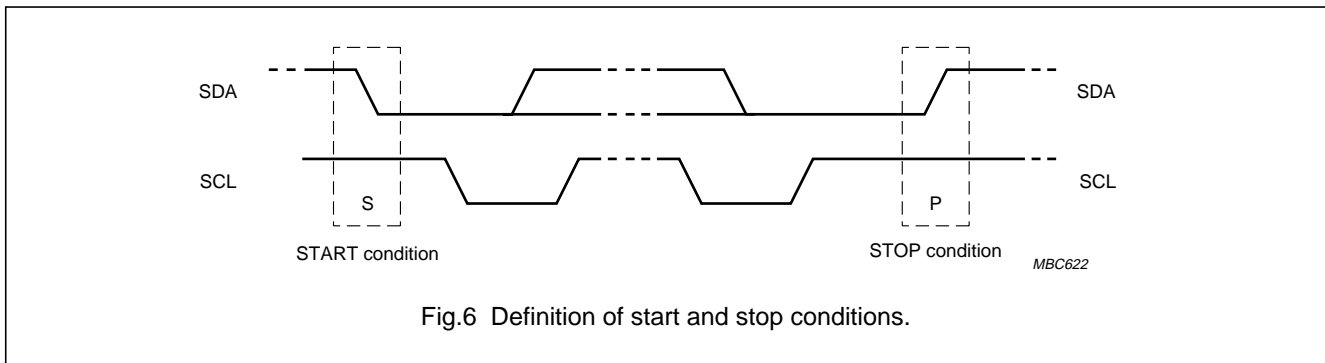 SDA
SDA
SCL
SCL
S
P
START condition
STOP condition
MBC622
Fig.6 Definition of start and stop conditions.